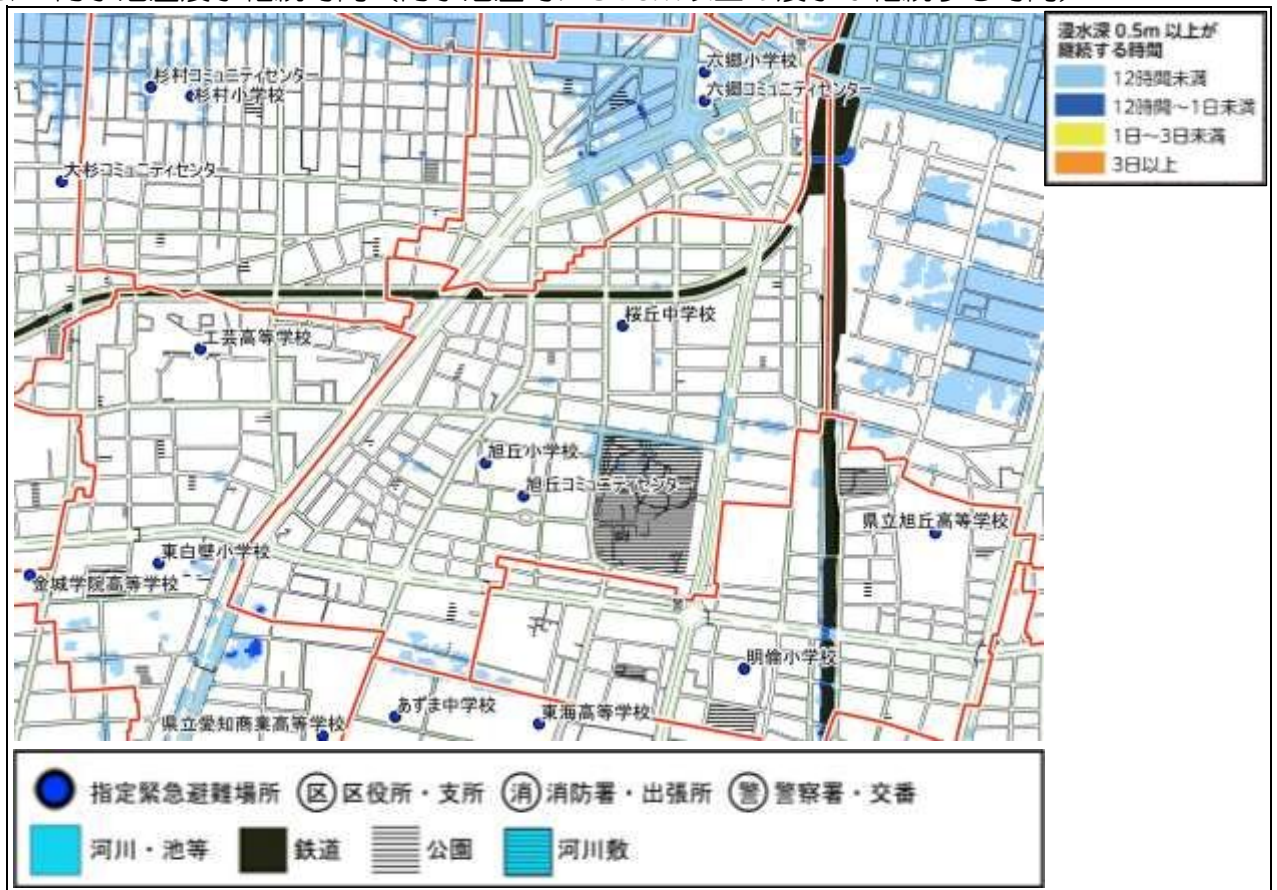 浸水深 0.5m 以上が
継続する時間
12時間未満
12時間～1日未満
1日～3日未満
3日以上
消
警
六郷小学校
杉村コミュニティセンター
杉村小学校
六郷コミュニティセンター
大杉コミュニティセンター
桜丘中学校
工芸高等学校
旭丘小学校
旭丘コミュニティセンター
県立旭丘高等学校
東白壁小学校
金城学院高等学校
警
明倫小学校
あずま中学校
東海高等学校
県立愛知商業高等学校
指定緊急避難場所 区 区役所・支所 消 消防署・出張所 警 警察署・交番
河川・池等 鉄道 公園 河川敷